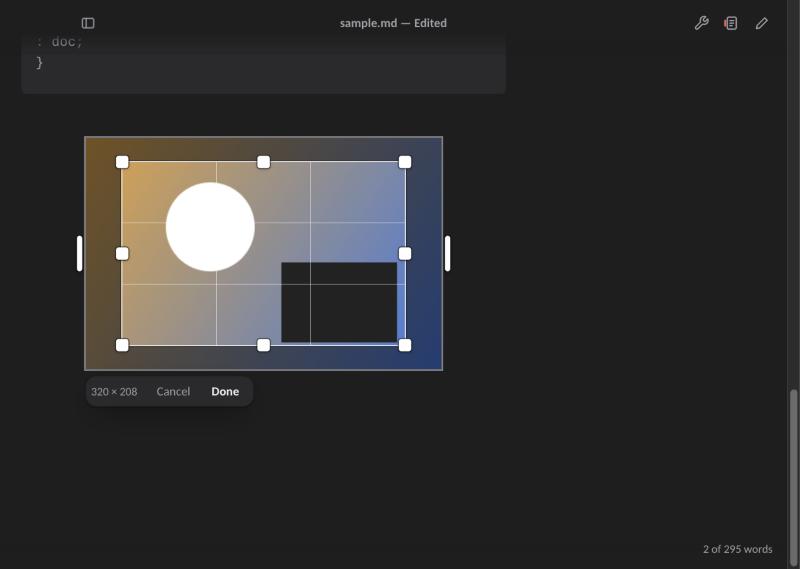 sample.md — Edited
: doc;
}
320 × 208 Cancel Done
2 of 295 words